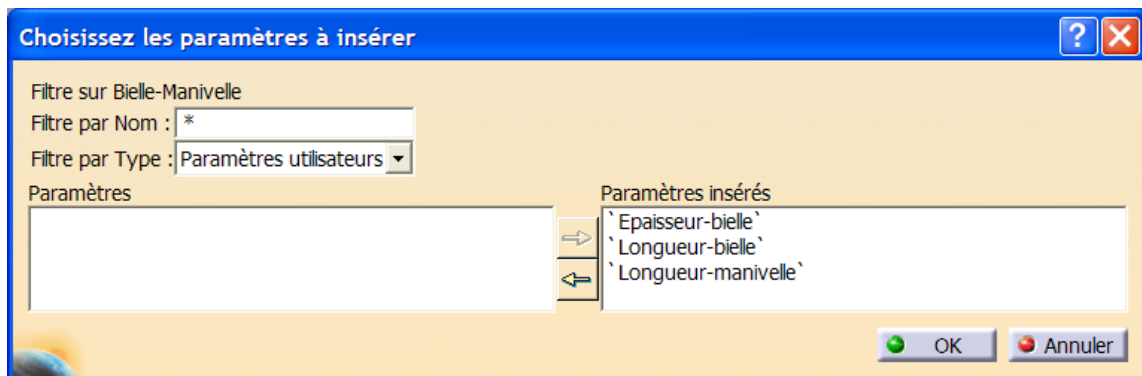 Choisissez les paramètres à insérer
Filtre sur Bielle-Manivelle
Filtre par Nom : *
Filtre par Type : Paramètres utilisateurs
Paramètres
Paramètres insérés
`Epaisseur-bielle`
`Longueur-bielle`
`Longueur-manivelle`
OK
Annuler